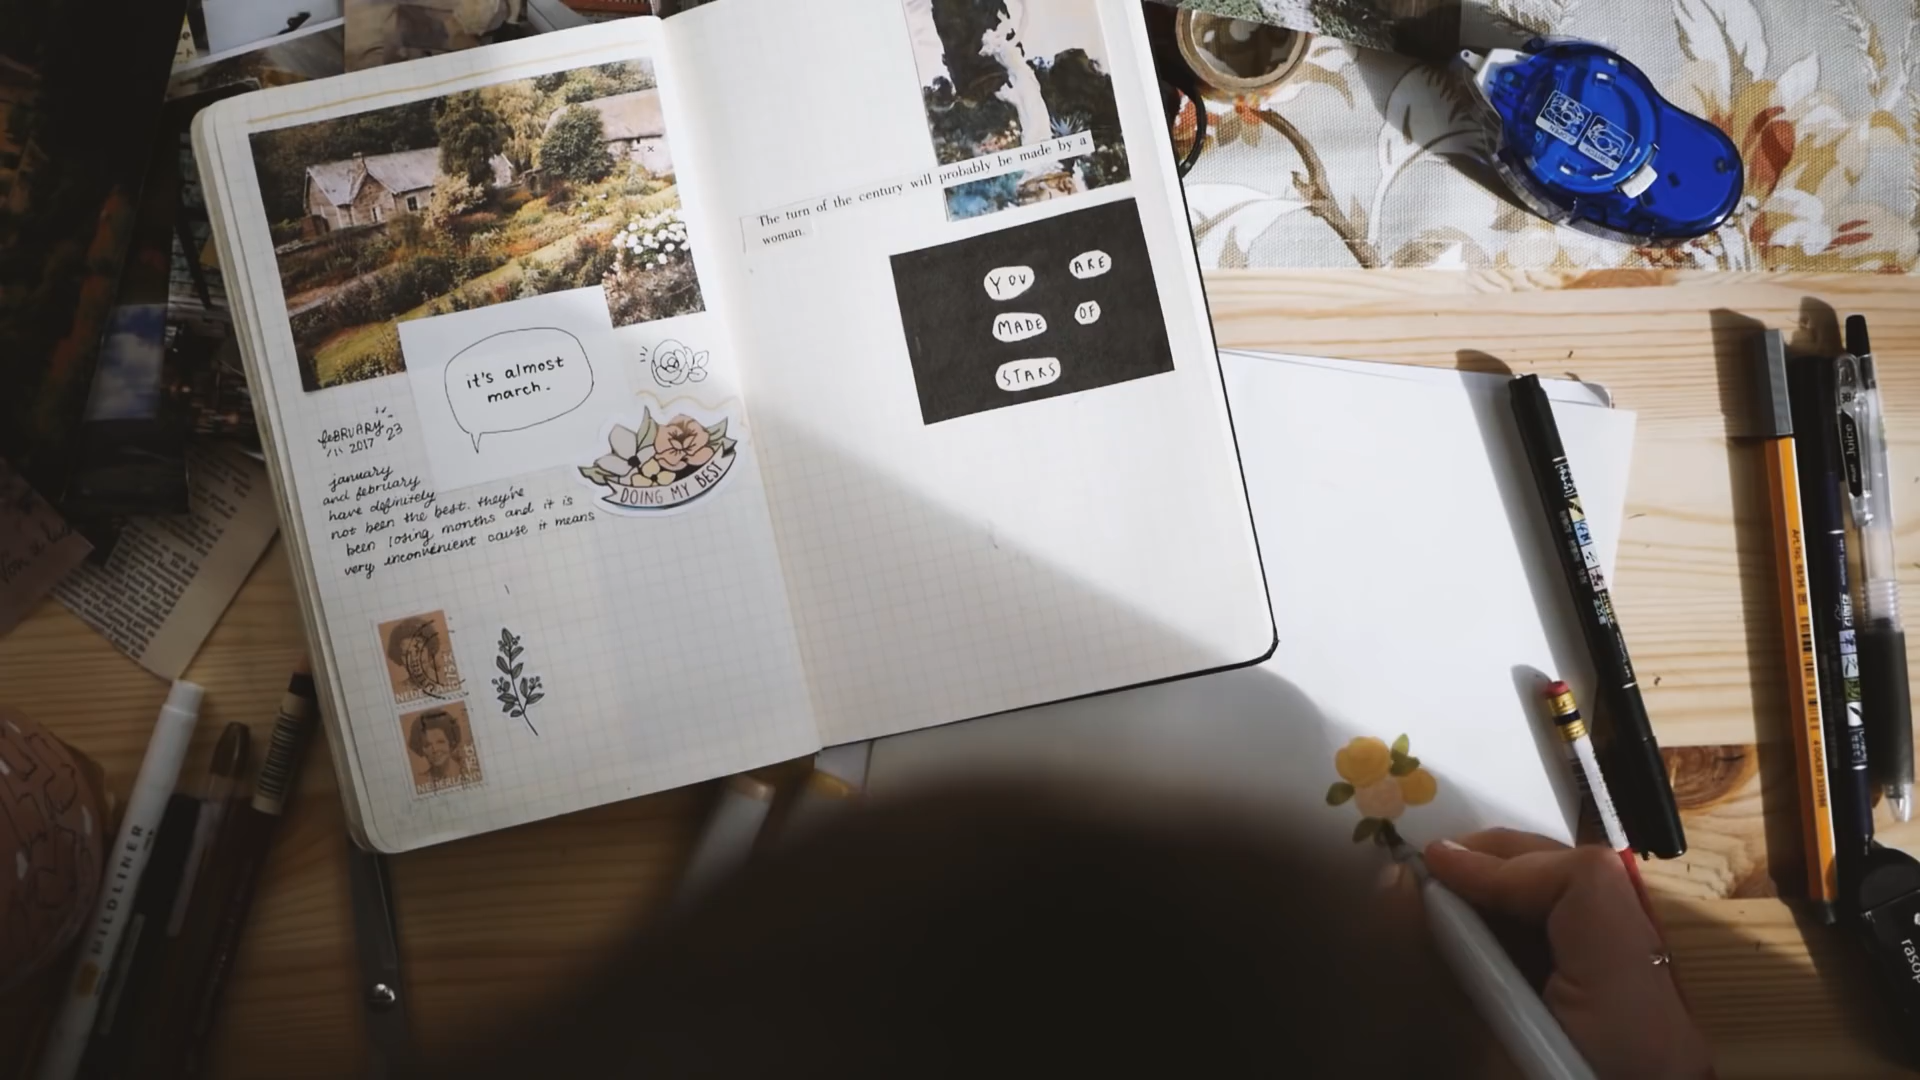 it's almost
march.
feBRUARY
23
2017
january
and february
have definitely
not been the best. they're
been losing months and it is
very inconvenient cause it means
DOING MY BEST
NEDERLAND
NEDERLAND
The turn of the century will probably be made by a
woman.
YOU ARE
MADE OF
STARS
OPEN
MILDLINER
Juice